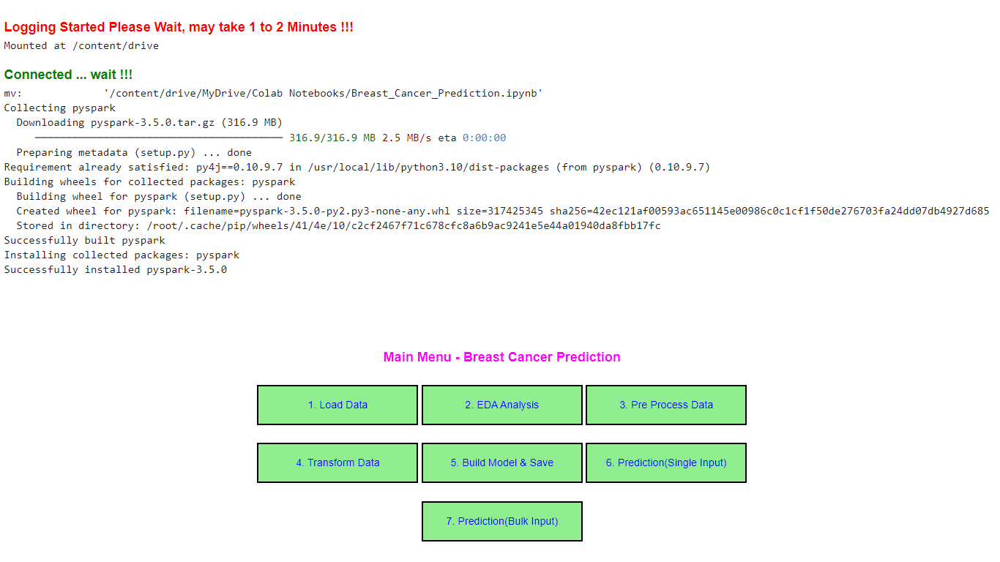 Logging Started Please Wait, may take 1 to 2 Minutes !!!
Mounted at /content/drive
Connected ... wait !!!
mv: '/content/drive/MyDrive/Colab Notebooks/Breast_Cancer_Prediction.ipynb'
Collecting pyspark
Downloading pyspark-3.5.0.tar.gz (316.9 MB)
316.9/316.9 MB 2.5 MB/s eta 0:00:00
Preparing metadata (setup.py) ... done
Requirement already satisfied: py4j==0.10.9.7 in /usr/local/lib/python3.10/dist-packages (from pyspark) (0.10.9.7)
Building wheels for collected packages: pyspark
Building wheel for pyspark (setup.py) ... done
Created wheel for pyspark: filename=pyspark-3.5.0-py2.py3-none-any.whl size=317425345 sha256=42ec121af00593ac651145e00986c0c1cf1f50de276703fa24dd07db4927d685
Stored in directory: /root/.cache/pip/wheels/41/4e/10/c2cf2467f71c678cfc8a6b9ac9241e5e44a01940da8fbb17fc
Successfully built pyspark
Installing collected packages: pyspark
Successfully installed pyspark-3.5.0
Main Menu - Breast Cancer Prediction
1. Load Data
2. EDA Analysis
3. Pre Process Data
4. Transform Data
5. Build Model & Save
6. Prediction(Single Input)
7. Prediction(Bulk Input)